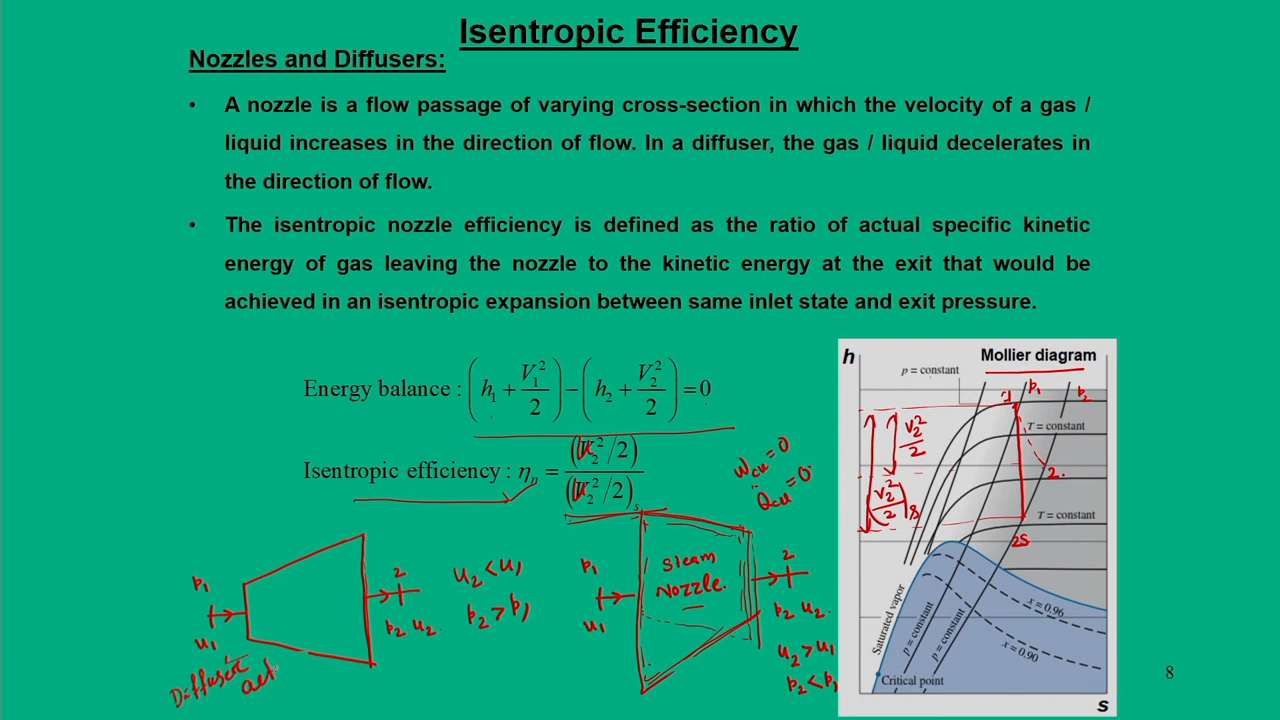 Isentropic Efficiency
Nozzles and Diffusers:
• A nozzle is a flow passage of varying cross-section in which the velocity of a gas /
liquid increases in the direction of flow. In a diffuser, the gas / liquid decelerates in
the direction of flow.
• The isentropic nozzle efficiency is defined as the ratio of actual specific kinetic
energy of gas leaving the nozzle to the kinetic energy at the exit that would be
achieved in an isentropic expansion between same inlet state and exit pressure.
Energy balance : (h₁ + V₁²/2) − (h₂ + V₂²/2) = 0
Isentropic efficiency : ηₙ = (V₂²/2) / (V₂²/2)ₛ
Ẇcv = 0
Q̇cv = 0
p₁
u₁
2
p₂ u₂
u₂ < u₁
p₂ > p₁
Diffuser
p₁
u₁
Steam
Nozzle
2
p₂ u₂
u₂ > u₁
p₂ < p₁
h
Mollier diagram
p = constant
1
p₁
p₂
T = constant
V₂²/2
2
(V₂²/2)s
T = constant
2s
x = 0.96
x = 0.90
Saturated vapor
p = constant
p = constant
Critical point
s
8